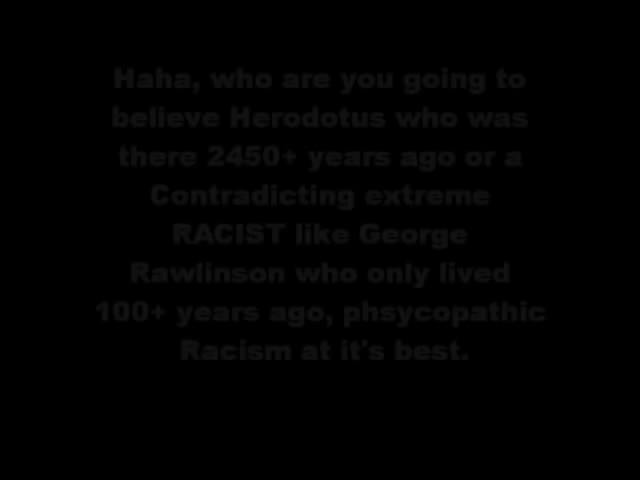 Haha, who are you going to
believe Herodotus who was
there 2450+ years ago or a
Contradicting extreme
RACIST like George
Rawlinson who only lived
100+ years ago, phsycopathic
Racism at it's best.